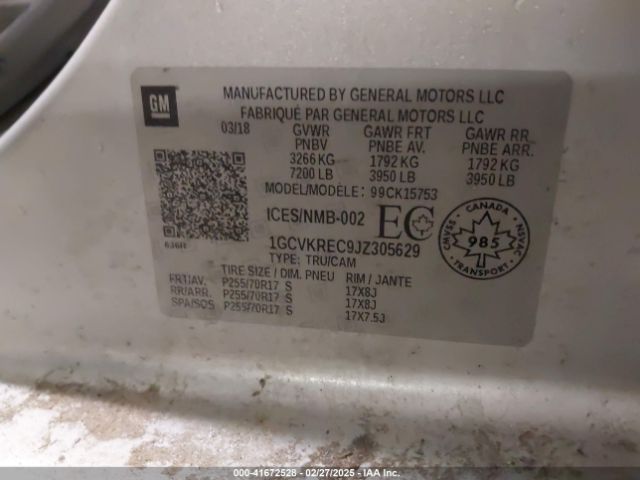 GM
MANUFACTURED BY GENERAL MOTORS LLC
FABRIQUÉ PAR GENERAL MOTORS LLC
03/18 GVWR GAWR FRT GAWR RR
PNBV PNBE AV. PNBE ARR.
3266 KG 1792 KG 1792 KG
7200 LB 3950 LB 3950 LB
MODEL/MODÈLE: 99CK15753
ICES/NMB-002 EC
CANADA
985
CMVSS NSVAC
TRANSPORT
1GCVKREC9JZ305629
TYPE: TRU/CAM
TIRE SIZE / DIM. PNEU RIM / JANTE
FRT/AV. P255/70R17 S 17X8J
RR/ARR. P255/70R17 S 17X8J
SPA/SOS P255/70R17 S 17X7.5J
000-41672528 - 02/27/2025 - IAA Inc.